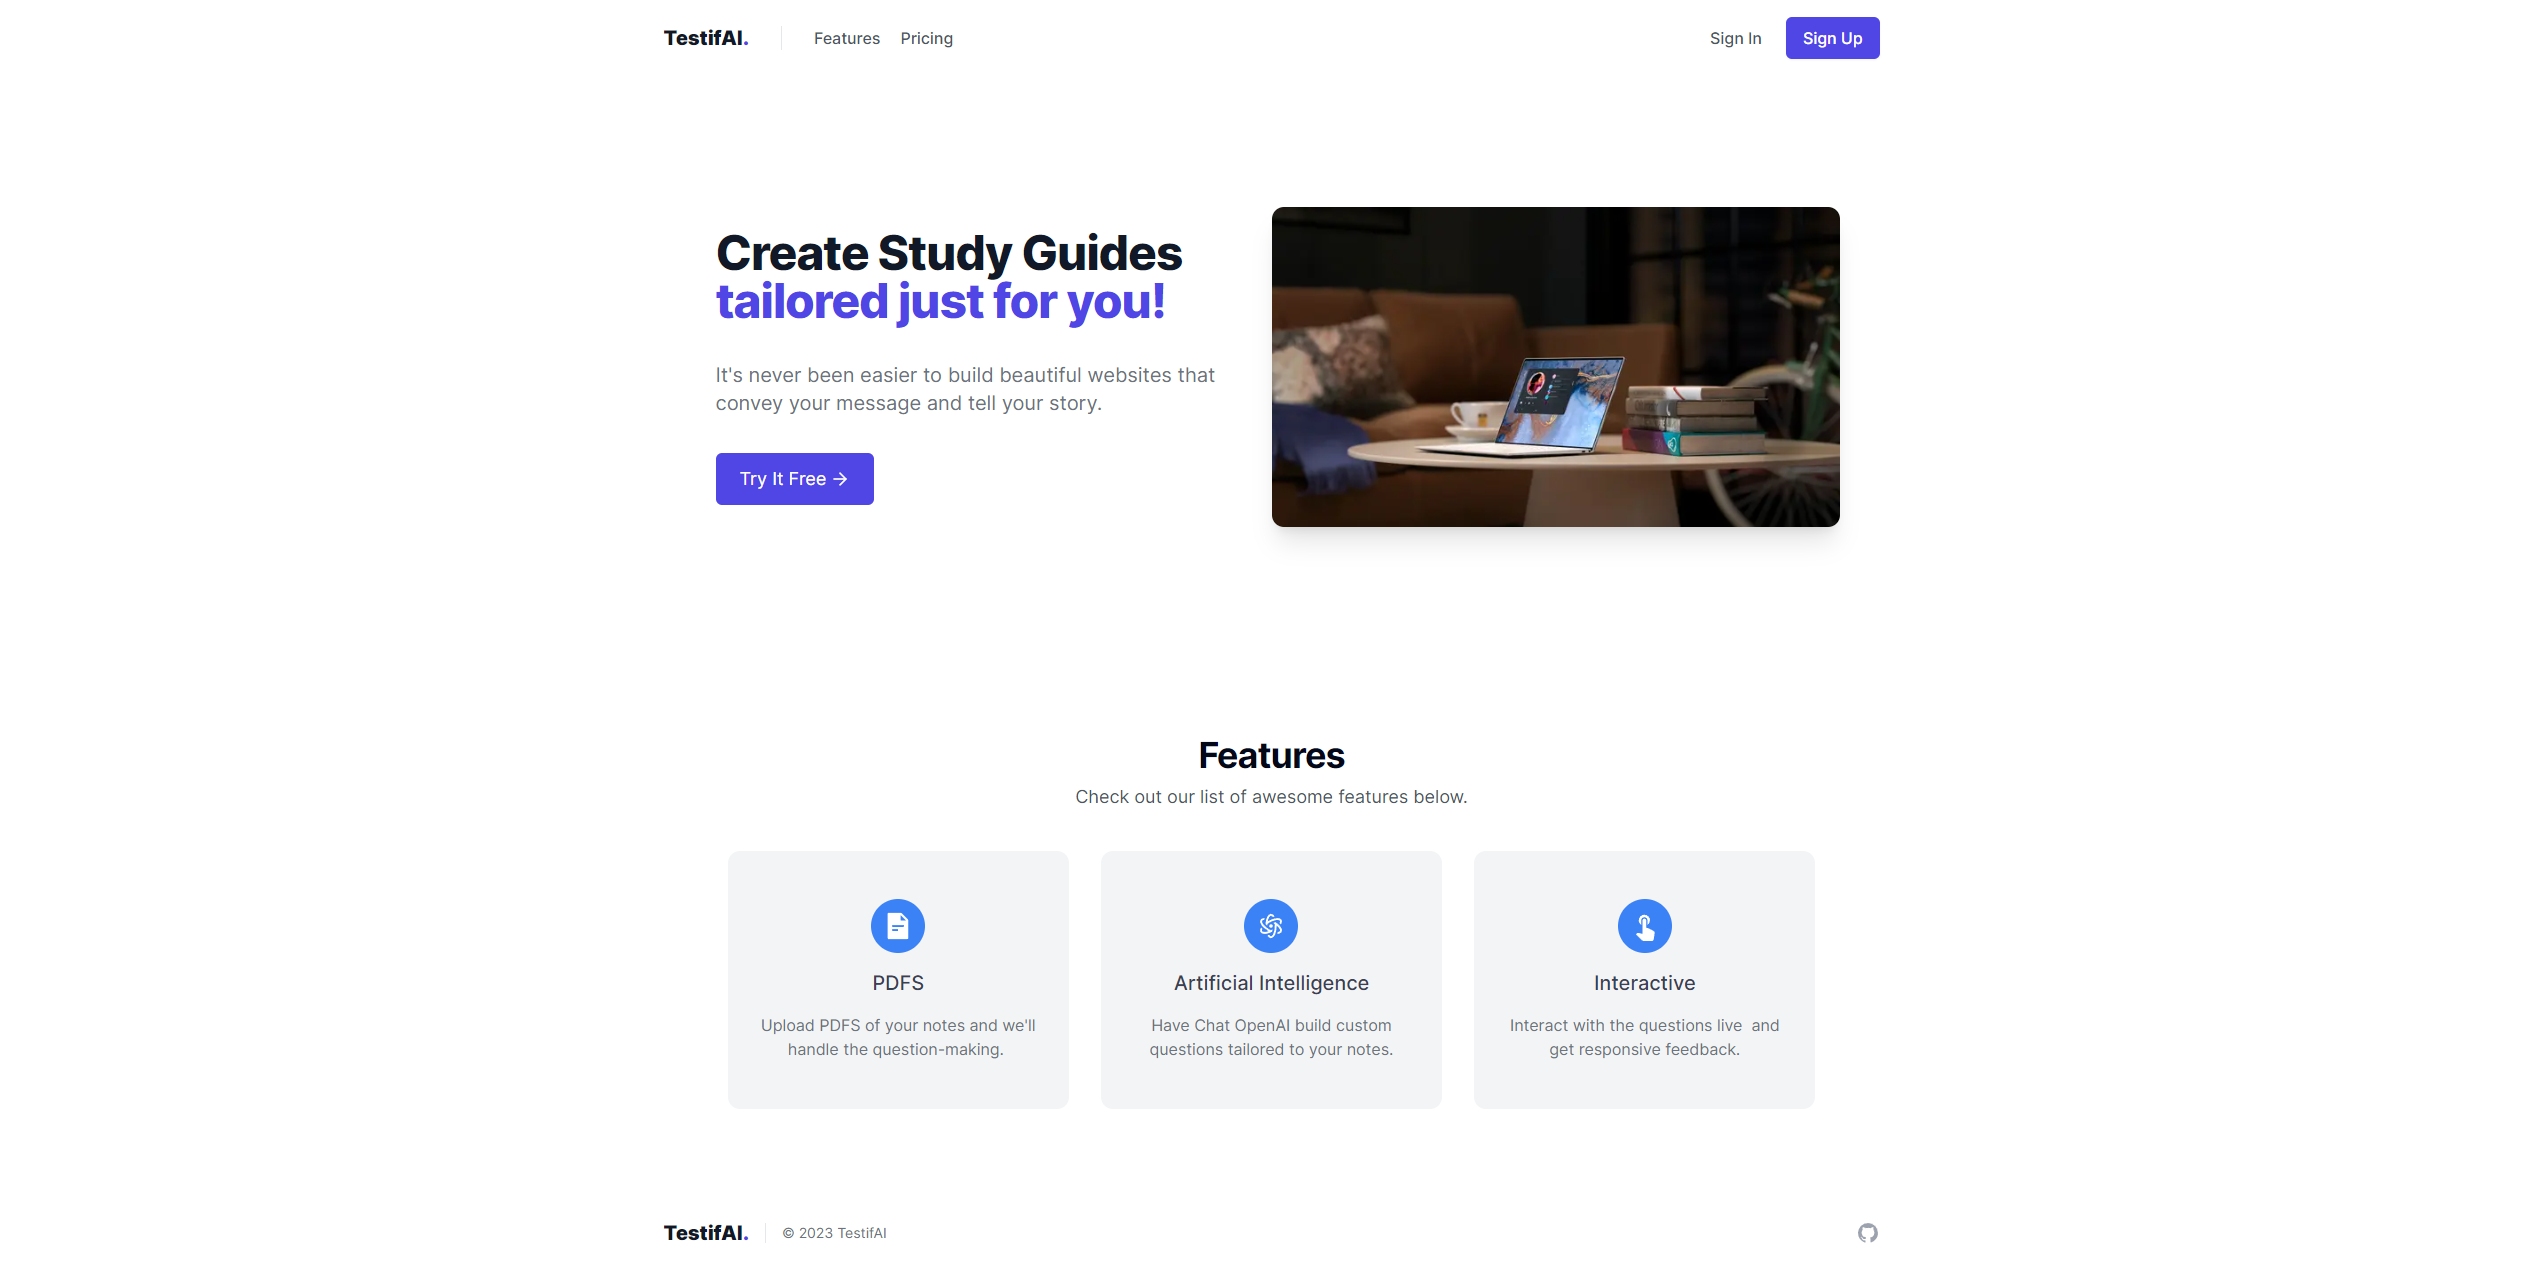 TestifAI.
Features
Pricing
Sign In
Sign Up
Create Study Guides
tailored just for you!
It's never been easier to build beautiful websites that
convey your message and tell your story.
Try It Free →
Features
Check out our list of awesome features below.
PDFS
Upload PDFS of your notes and we'll
handle the question-making.
Artificial Intelligence
Have Chat OpenAI build custom
questions tailored to your notes.
Interactive
Interact with the questions live  and
get responsive feedback.
TestifAI.
© 2023 TestifAI